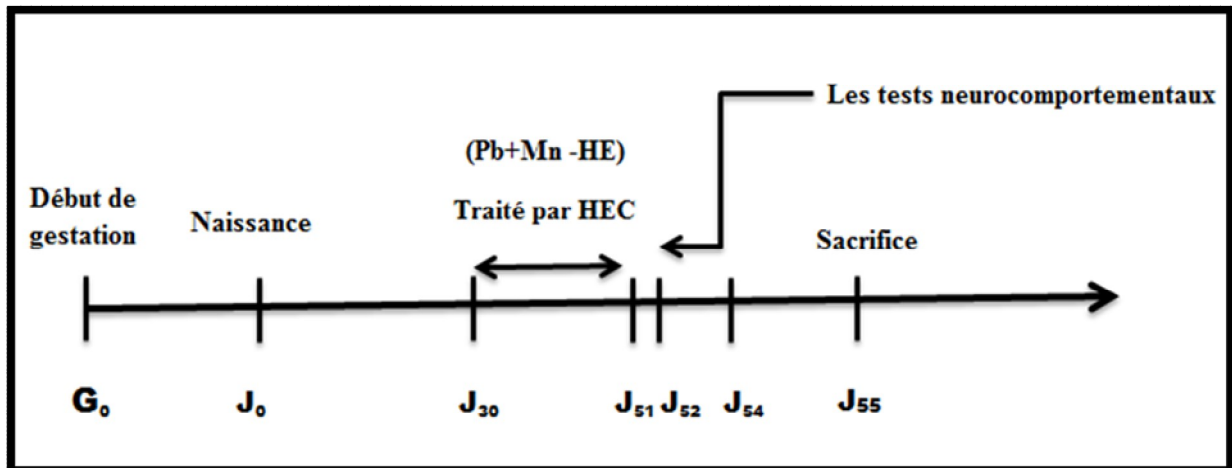 Les tests neurocomportementaux
(Pb+Mn -HE)
Traité par HEC
Début de
gestation
Naissance
Sacrifice
G₀
J₀
J₃₀
J₅₁
J₅₂
J₅₄
J₅₅